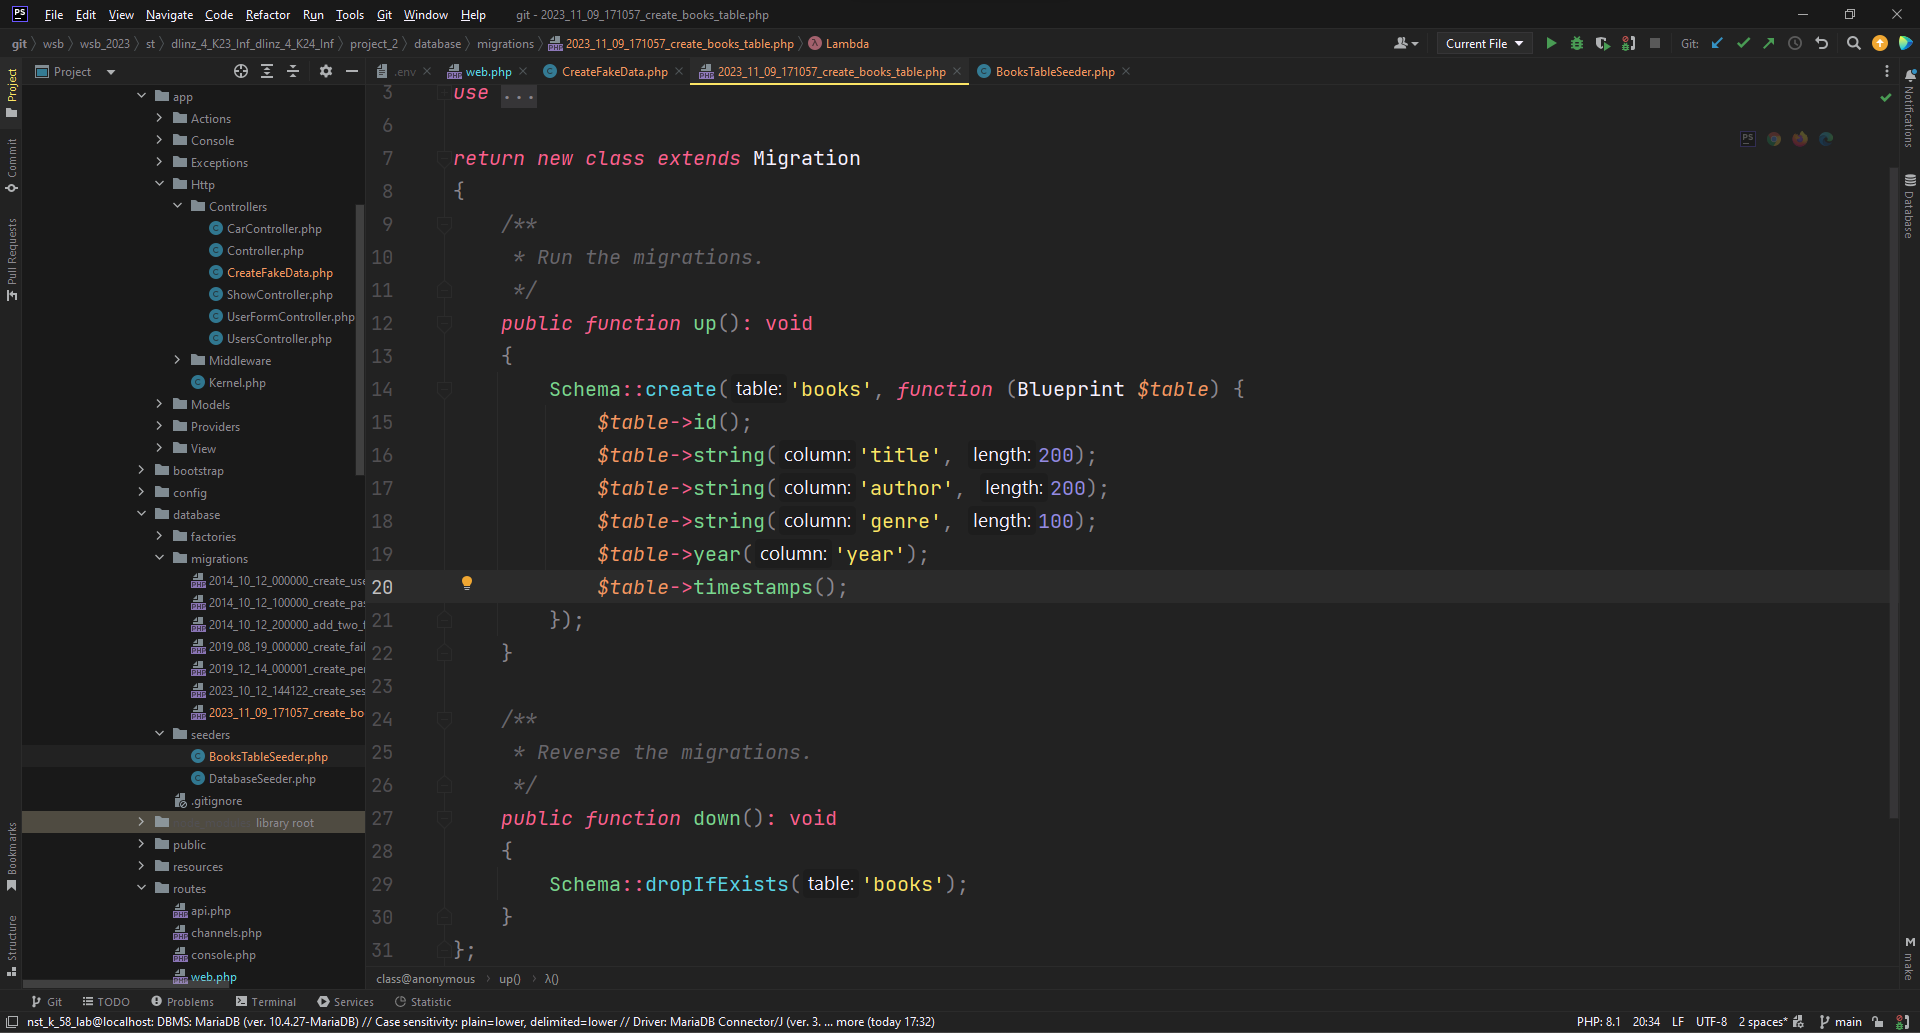 PS File Edit View Navigate Code Refactor Run Tools Git Window Help git - 2023_11_09_171057_create_books_table.php
git wsb wsb_2023 st dlinz_4_K23_Inf_dlinz_4_K24_Inf project_2 database migrations 2023_11_09_171057_create_books_table.php Lambda Current File Git:
Project .env web.php CreateFakeData.php 2023_11_09_171057_create_books_table.php BooksTableSeeder.php
Project
Commit
Pull Requests
Bookmarks
Structure
app
Actions
Console
Exceptions
Http
Controllers
CarController.php
Controller.php
CreateFakeData.php
ShowController.php
UserFormController.php
UsersController.php
Middleware
Kernel.php
Models
Providers
View
bootstrap
config
database
factories
migrations
2014_10_12_000000_create_use
2014_10_12_100000_create_pas
2014_10_12_200000_add_two_f
2019_08_19_000000_create_fail
2019_12_14_000001_create_per
2023_10_12_144122_create_ses
2023_11_09_171057_create_bo
seeders
BooksTableSeeder.php
DatabaseSeeder.php
.gitignore
library root
public
resources
routes
api.php
channels.php
console.php
web.php
3 use ...
6
7 return new class extends Migration
8 {
9 /**
10 * Run the migrations.
11 */
12 public function up(): void
13 {
14 Schema::create( table: 'books', function (Blueprint $table) {
15 $table->id();
16 $table->string( column: 'title', length: 200);
17 $table->string( column: 'author', length: 200);
18 $table->string( column: 'genre', length: 100);
19 $table->year( column: 'year');
20 $table->timestamps();
21 });
22 }
23
24 /**
25 * Reverse the migrations.
26 */
27 public function down(): void
28 {
29 Schema::dropIfExists( table: 'books');
30 }
31 };
class@anonymous up() λ()
Notifications
Database
make
Git TODO Problems Terminal Services Statistic
nst_k_58_lab@localhost: DBMS: MariaDB (ver. 10.4.27-MariaDB) // Case sensitivity: plain=lower, delimited=lower // Driver: MariaDB Connector/J (ver. 3. ... more (today 17:32) PHP: 8.1 20:34 LF UTF-8 2 spaces* main